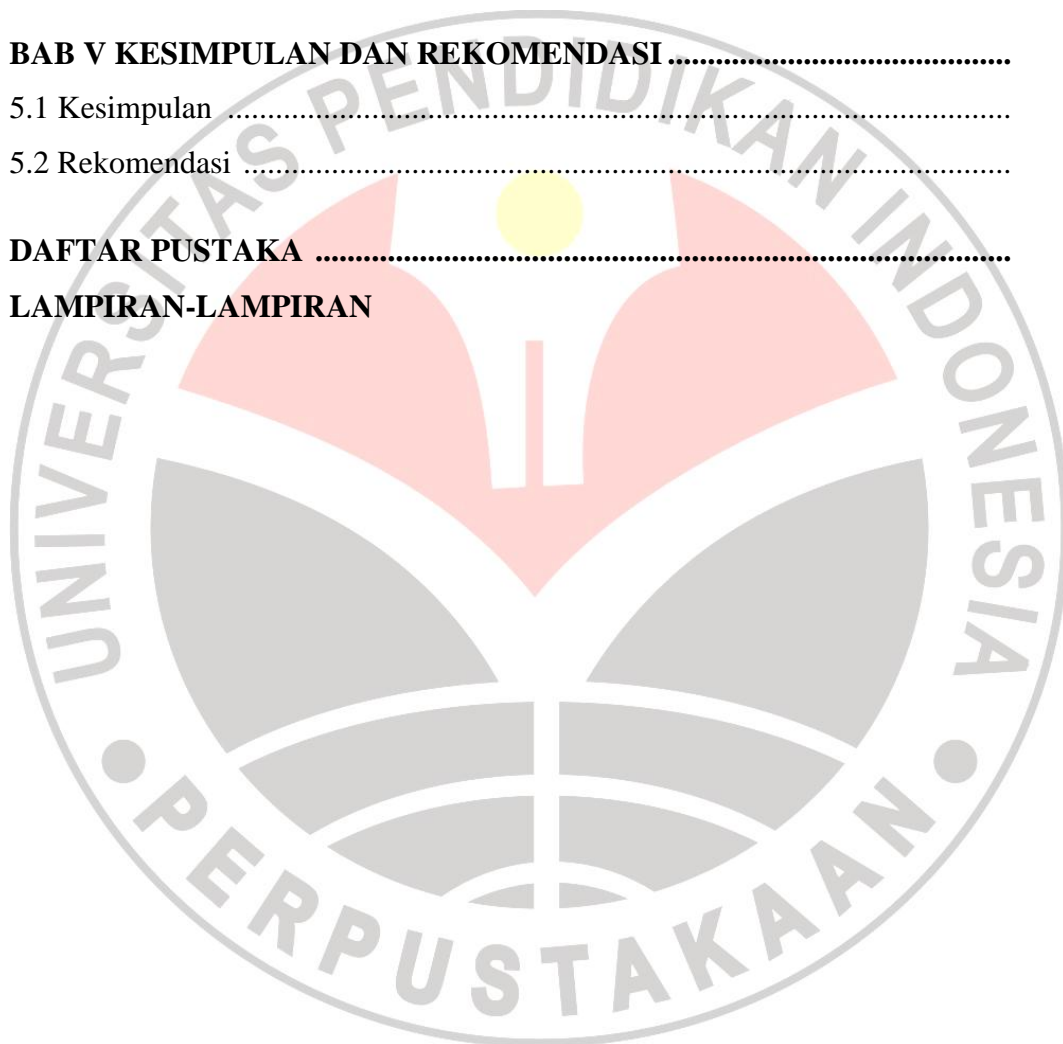 BAB V KESIMPULAN DAN REKOMENDASI ...........................................
5.1 Kesimpulan ...................................................................................................
5.2 Rekomendasi .................................................................................................
DAFTAR PUSTAKA .......................................................................................
LAMPIRAN-LAMPIRAN
UNIVERSITAS PENDIDIKAN INDONESIA
PERPUSTAKAAN